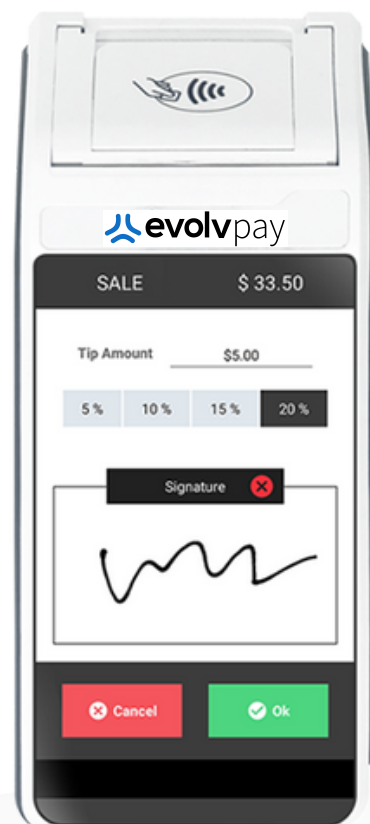 evolvpay
SALE $ 33.50
Tip Amount $5.00
5 % 10 % 15 % 20 %
Signature
Cancel Ok